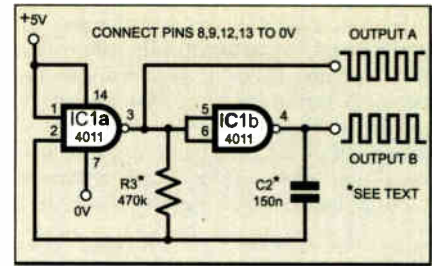 +5V
CONNECT PINS 8,9,12,13 TO 0V
OUTPUT A
14
1
IC1a
4011
3
2
7
0V
5
IC1b
4
6
4011
OUTPUT B
R3*
470k
C2*
150n
*SEE TEXT